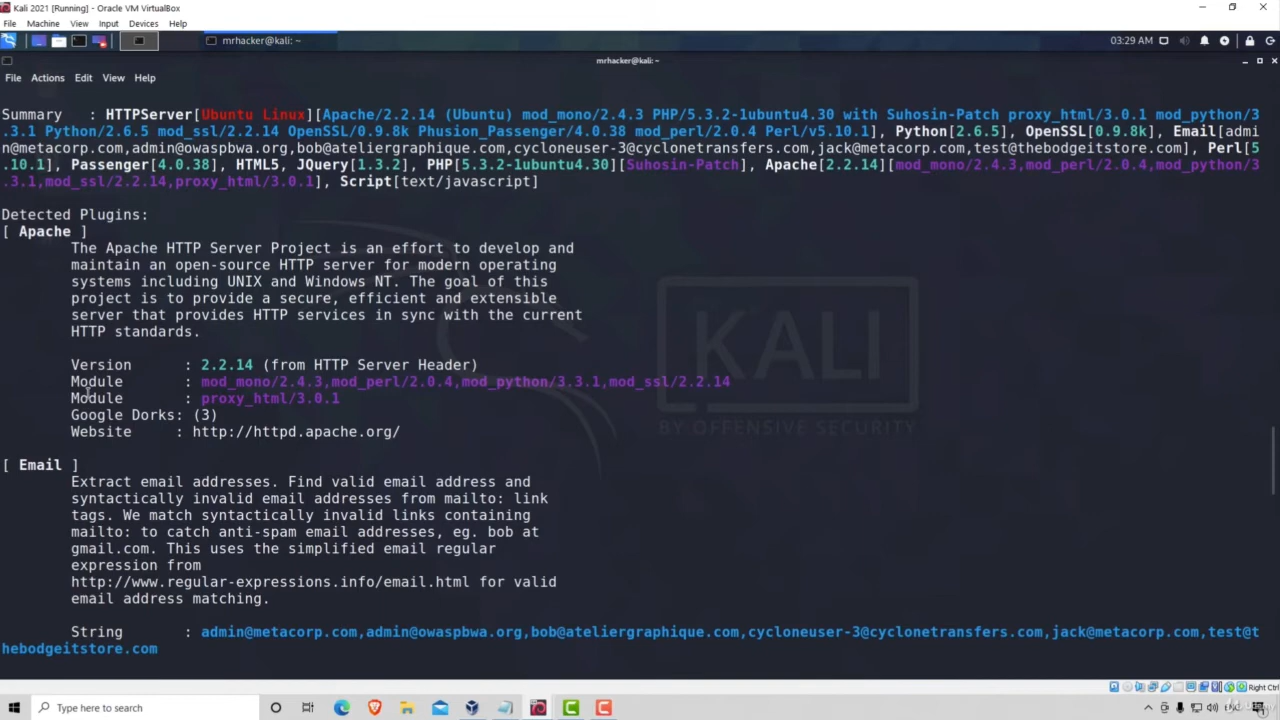 Kali 2021 [Running] - Oracle VM VirtualBox
File Machine View Input Devices Help
mrhacker@kali: ~
03:29 AM
mrhacker@kali: ~
File Actions Edit View Help
Summary : HTTPServer[Ubuntu Linux][Apache/2.2.14 (Ubuntu) mod_mono/2.4.3 PHP/5.3.2-1ubuntu4.30 with Suhosin-Patch proxy_html/3.0.1 mod_python/3
.3.1 Python/2.6.5 mod_ssl/2.2.14 OpenSSL/0.9.8k Phusion_Passenger/4.0.38 mod_perl/2.0.4 Perl/v5.10.1], Python[2.6.5], OpenSSL[0.9.8k], Email[admi
n@metacorp.com,admin@owaspbwa.org,bob@ateliergraphique.com,cycloneuser-3@cyclonetransfers.com,jack@metacorp.com,test@thebodgeitstore.com], Perl[5
.10.1], Passenger[4.0.38], HTML5, JQuery[1.3.2], PHP[5.3.2-1ubuntu4.30][Suhosin-Patch], Apache[2.2.14][mod_mono/2.4.3,mod_perl/2.0.4,mod_python/3
.3.1,mod_ssl/2.2.14,proxy_html/3.0.1], Script[text/javascript]
Detected Plugins:
[ Apache ]
The Apache HTTP Server Project is an effort to develop and
maintain an open-source HTTP server for modern operating
systems including UNIX and Windows NT. The goal of this
project is to provide a secure, efficient and extensible
server that provides HTTP services in sync with the current
HTTP standards.
Version : 2.2.14 (from HTTP Server Header)
Module : mod_mono/2.4.3,mod_perl/2.0.4,mod_python/3.3.1,mod_ssl/2.2.14
Module : proxy_html/3.0.1
Google Dorks: (3)
Website : http://httpd.apache.org/
KALI
BY OFFENSIVE SECURITY
[ Email ]
Extract email addresses. Find valid email address and
syntactically invalid email addresses from mailto: link
tags. We match syntactically invalid links containing
mailto: to catch anti-spam email addresses, eg. bob at
gmail.com. This uses the simplified email regular
expression from
http://www.regular-expressions.info/email.html for valid
email address matching.
String : admin@metacorp.com,admin@owaspbwa.org,bob@ateliergraphique.com,cycloneuser-3@cyclonetransfers.com,jack@metacorp.com,test@t
hebodgeitstore.com
Right Ctrl
Type here to search